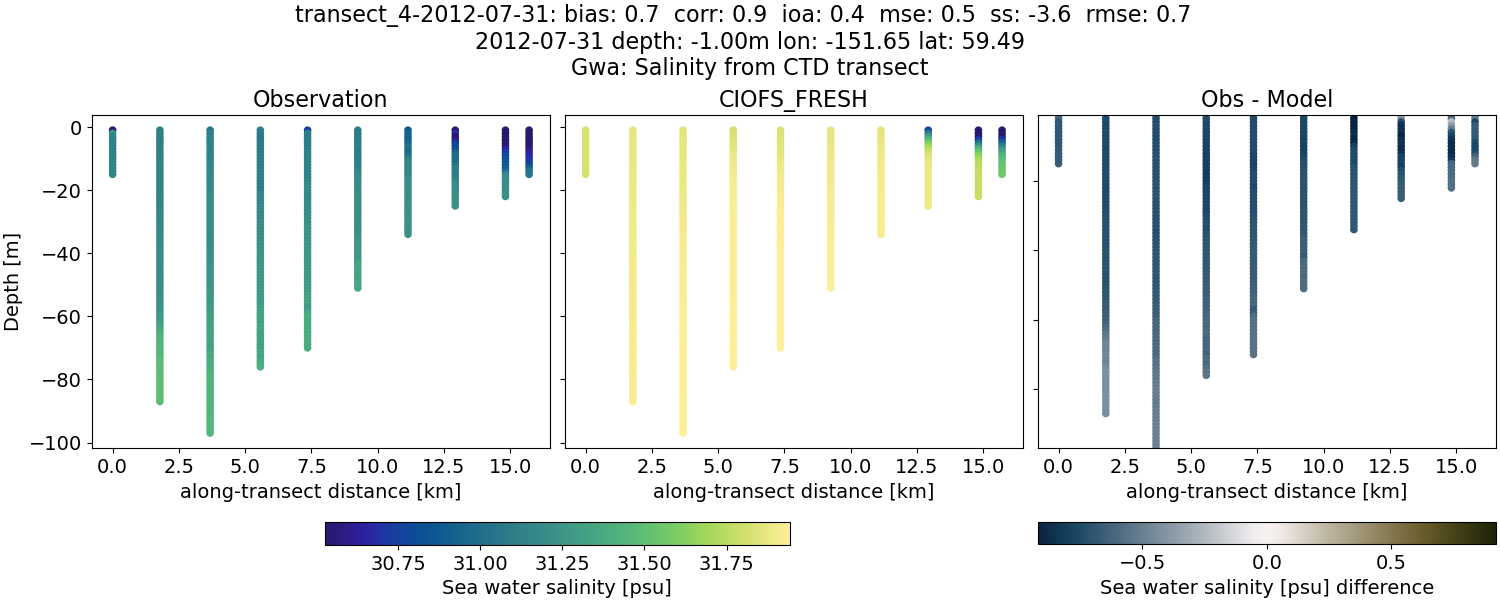 transect_4-2012-07-31: bias: 0.7  corr: 0.9  ioa: 0.4  mse: 0.5  ss: -3.6  rmse: 0.7
2012-07-31 depth: -1.00m lon: -151.65 lat: 59.49
Gwa: Salinity from CTD transect
Observation
CIOFS_FRESH
Obs - Model
Depth [m]
0
−20
−40
−60
−80
−100
0.0 2.5 5.0 7.5 10.0 12.5 15.0
0.0 2.5 5.0 7.5 10.0 12.5 15.0
0.0 2.5 5.0 7.5 10.0 12.5 15.0
along-transect distance [km]
along-transect distance [km]
along-transect distance [km]
30.75 31.00 31.25 31.50 31.75
Sea water salinity [psu]
−0.5 0.0 0.5
Sea water salinity [psu] difference